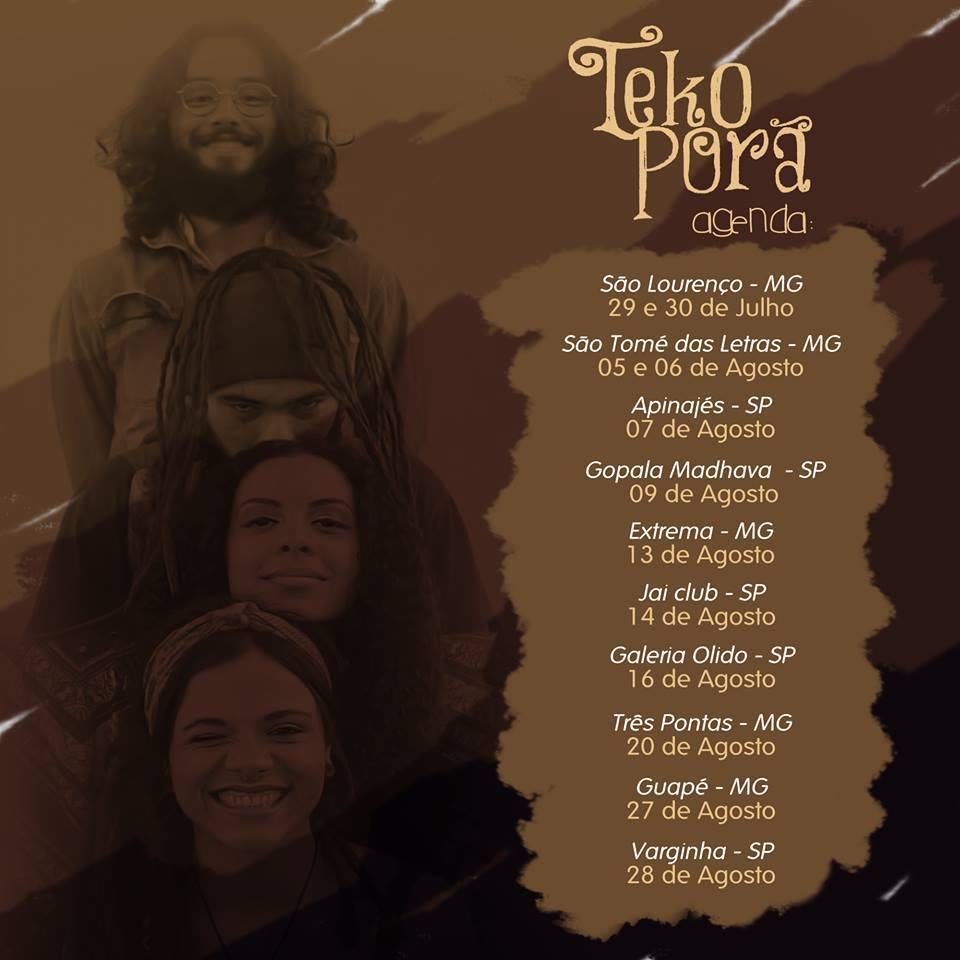 Teko
porã
agenda:
São Lourenço - MG
29 e 30 de Julho
São Tomé das Letras - MG
05 e 06 de Agosto
Apinajés - SP
07 de Agosto
Gopala Madhava - SP
09 de Agosto
Extrema - MG
13 de Agosto
Jai club - SP
14 de Agosto
Galeria Olido - SP
16 de Agosto
Três Pontas - MG
20 de Agosto
Guapé - MG
27 de Agosto
Varginha - SP
28 de Agosto